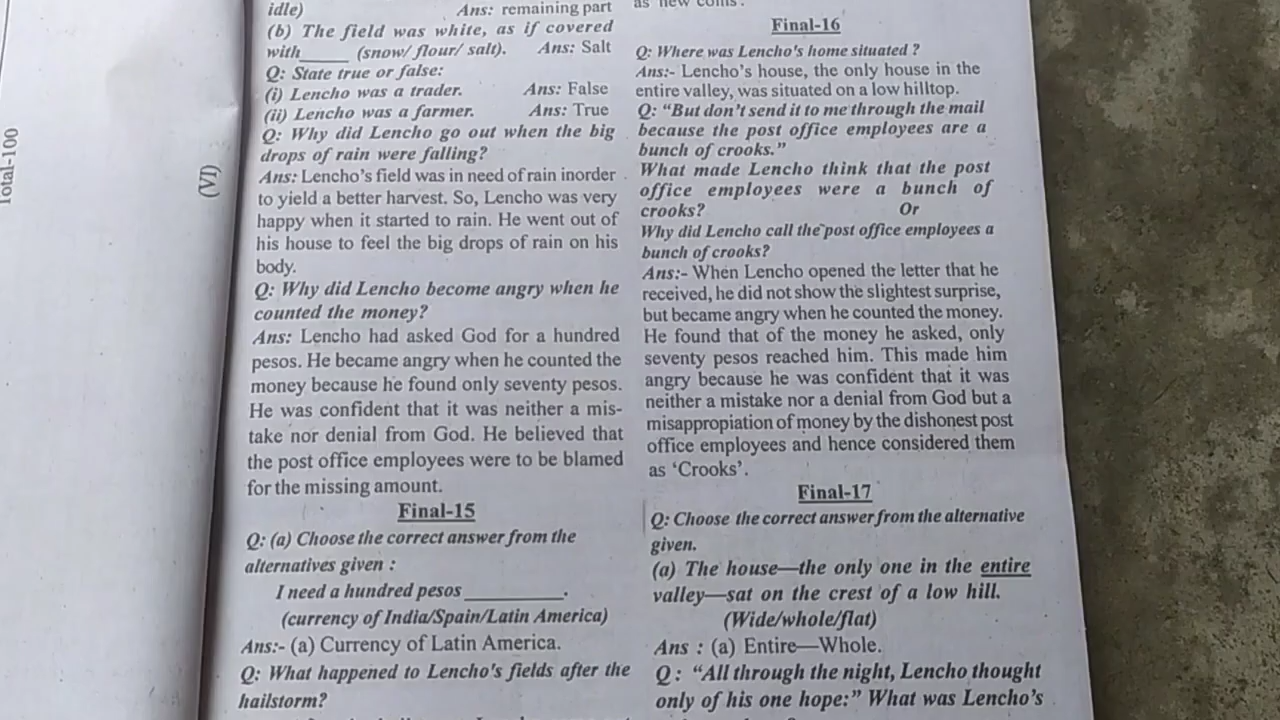 Total-100
(VI)
idle) Ans: remaining part
(b) The field was white, as if covered
with_____ (snow/ flour/ salt). Ans: Salt
Q: State true or false:
(i) Lencho was a trader. Ans: False
(ii) Lencho was a farmer. Ans: True
Q: Why did Lencho go out when the big
drops of rain were falling?
Ans: Lencho's field was in need of rain inorder
to yield a better harvest. So, Lencho was very
happy when it started to rain. He went out of
his house to feel the big drops of rain on his
body.
Q: Why did Lencho become angry when he
counted the money?
Ans: Lencho had asked God for a hundred
pesos. He became angry when he counted the
money because he found only seventy pesos.
He was confident that it was neither a mis-
take nor denial from God. He believed that
the post office employees were to be blamed
for the missing amount.
Final-15
Q: (a) Choose the correct answer from the
alternatives given :
I need a hundred pesos __________.
(currency of India/Spain/Latin America)
Ans:- (a) Currency of Latin America.
Q: What happened to Lencho's fields after the
hailstorm?
as new coins.
Final-16
Q: Where was Lencho's home situated ?
Ans:- Lencho's house, the only house in the
entire valley, was situated on a low hilltop.
Q: "But don't send it to me through the mail
because the post office employees are a
bunch of crooks."
What made Lencho think that the post
office employees were a bunch of
crooks? Or
Why did Lencho call the post office employees a
bunch of crooks?
Ans:- When Lencho opened the letter that he
received, he did not show the slightest surprise,
but became angry when he counted the money.
He found that of the money he asked, only
seventy pesos reached him. This made him
angry because he was confident that it was
neither a mistake nor a denial from God but a
misappropiation of money by the dishonest post
office employees and hence considered them
as 'Crooks'.
Final-17
Q: Choose the correct answer from the alternative
given.
(a) The house—the only one in the entire
valley—sat on the crest of a low hill.
(Wide/whole/flat)
Ans : (a) Entire—Whole.
Q : "All through the night, Lencho thought
only of his one hope:" What was Lencho's